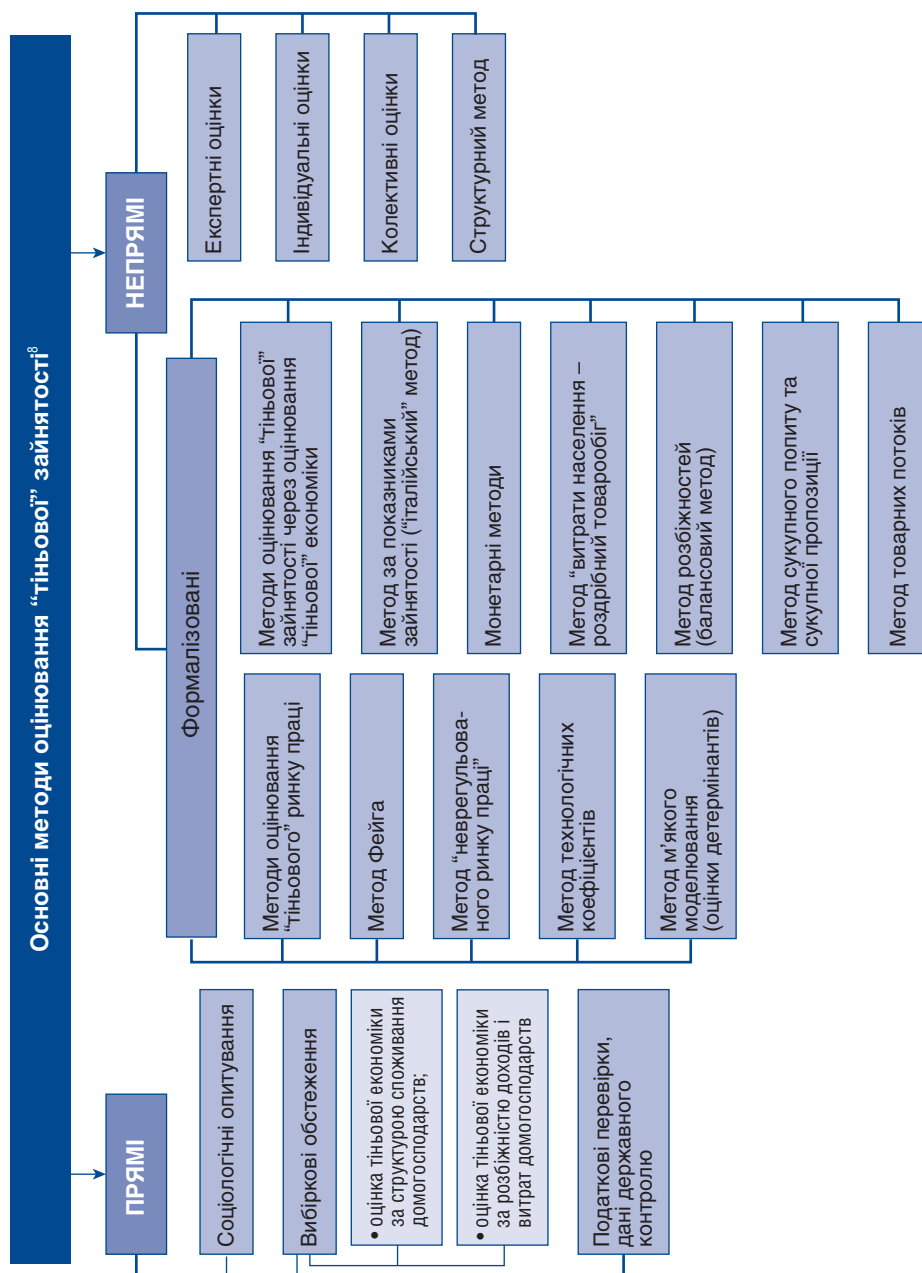 Основні методи оцінювання “тіньової” зайнятості⁸
ПРЯМІ
Соціологічні опитування
Вибіркові обстеження
• оцінка тіньової економіки
за структурою споживання
домогосподарств;
• оцінка тіньової економіки
за розбіжністю доходів і
витрат домогосподарств
Податкові перевірки,
дані державного
контролю
НЕПРЯМІ
Формалізовані
Методи оцінювання
“тіньового” ринку праці
Метод Фейга
Метод “неврегульова-
ного ринку праці”
Метод технологічних
коефіцієнтів
Метод м’якого
моделювання
(оцінки детермінантів)
Методи оцінювання “тіньової”
зайнятості через оцінювання
“тіньової” економіки
Метод за показниками
зайнятості (“італійський” метод)
Монетарні методи
Метод “витрати населення –
роздрібний товарообіг”
Метод розбіжностей
(балансовий метод)
Метод сукупного попиту та
сукупної пропозиції
Метод товарних потоків
Експертні оцінки
Індивідуальні оцінки
Колективні оцінки
Структурний метод